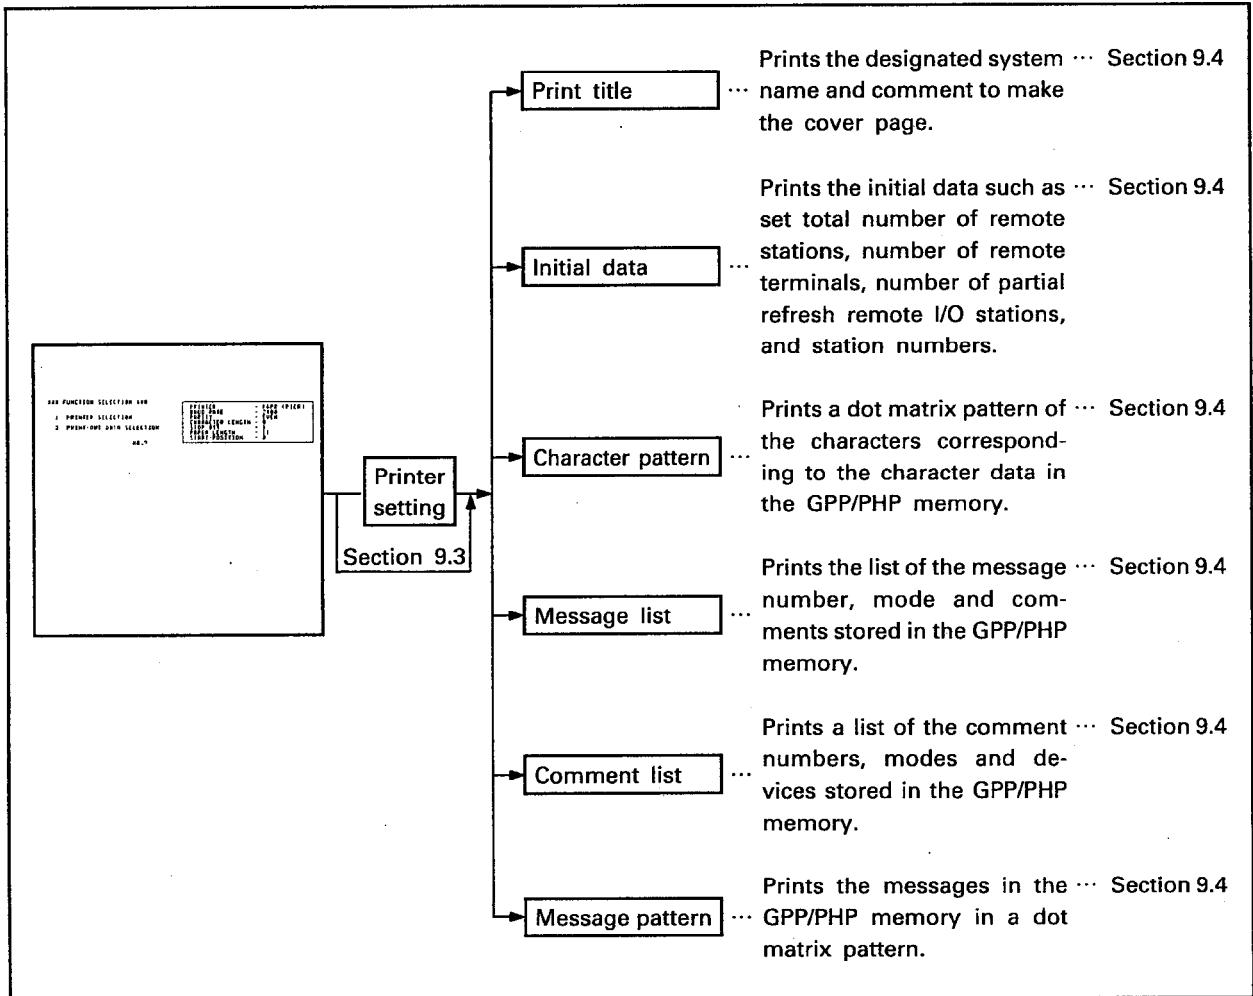 Prints the designated system ··· Section 9.4
Print title ··· name and comment to make
the cover page.
Prints the initial data such as ··· Section 9.4
set total number of remote
stations, number of remote
Initial data ··· terminals, number of partial
refresh remote I/O stations,
and station numbers.
FUNCTION SELECTION
1 PRINTER SELECTION
2 PRINT-OUT DATA SELECTION
PRINTER
BAUD RATE
PARITY
CHARACTER LENGTH
STOP BIT
PAPER LENGTH
START POSITION
Prints a dot matrix pattern of ··· Section 9.4
the characters correspond-
Character pattern ··· ing to the character data in
the GPP/PHP memory.
Printer
setting
Section 9.3
Prints the list of the message ··· Section 9.4
Message list ··· number, mode and com-
ments stored in the GPP/PHP
memory.
Prints a list of the comment ··· Section 9.4
numbers, modes and de-
Comment list ··· vices stored in the GPP/PHP
memory.
Prints the messages in the ··· Section 9.4
Message pattern ··· GPP/PHP memory in a dot
matrix pattern.